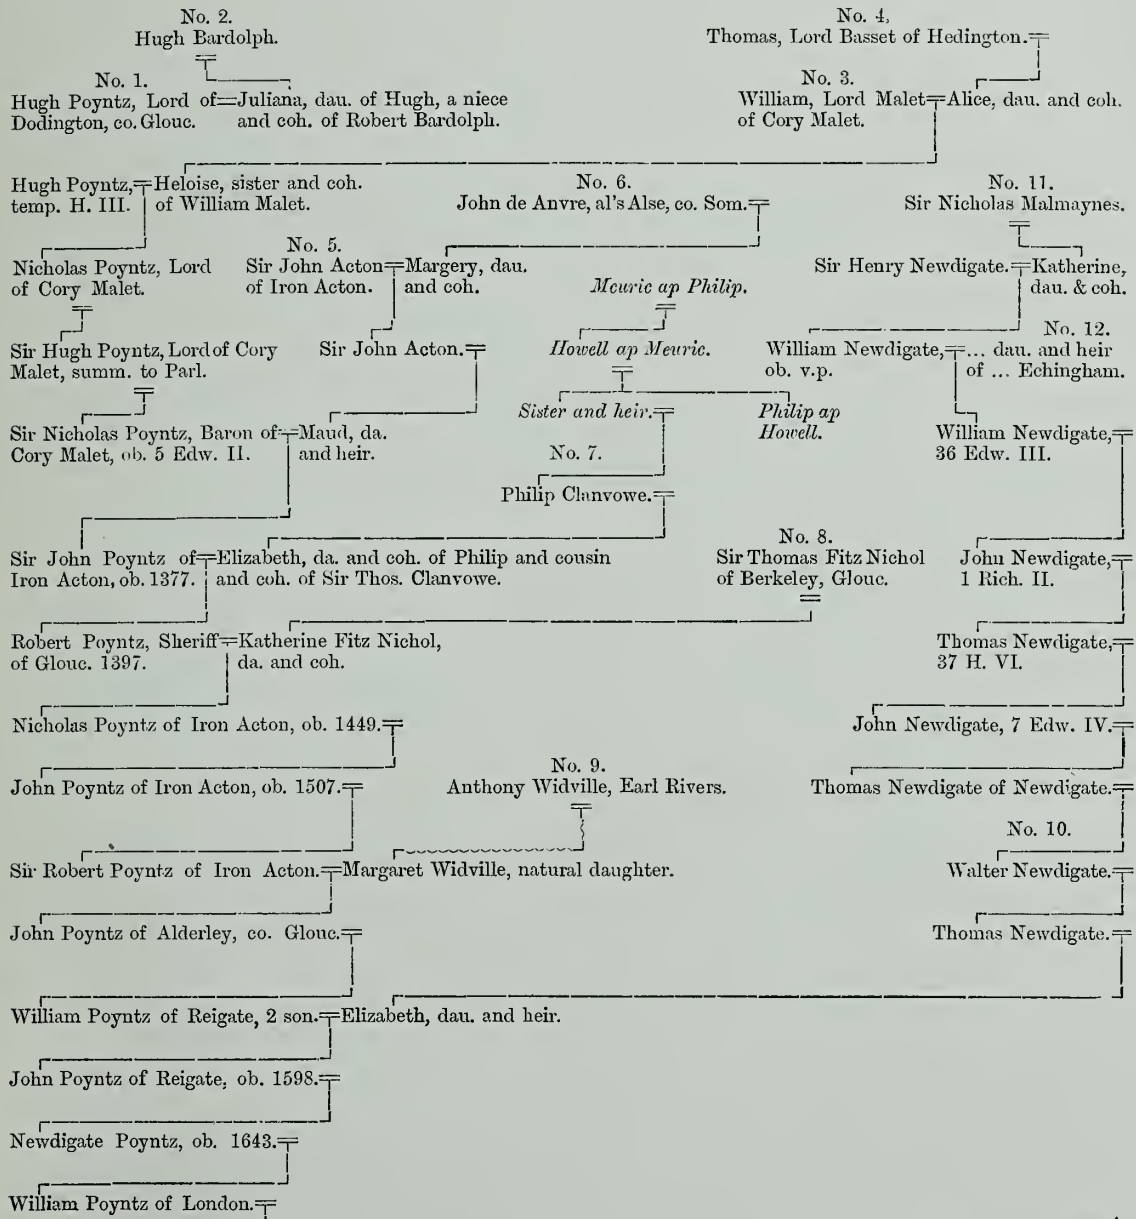 No. 2.
Hugh Bardolph.
No. 4,
Thomas, Lord Basset of Hedington.
No. 1.
Hugh Poyntz, Lord of=Juliana, dau. of Hugh, a niece
Dodington, co. Glouc. and coh. of Robert Bardolph.
No. 3.
William, Lord Malet=Alice, dau. and coh.
of Cory Malet.
Hugh Poyntz,=Heloise, sister and coh.
temp. H. III. of William Malet.
No. 6.
John de Anvre, al's Alse, co. Som.
No. 11.
Sir Nicholas Malmaynes.
Nicholas Poyntz, Lord
of Cory Malet.
No. 5.
Sir John Acton=Margery, dau.
of Iron Acton. and coh.
Meuric ap Philip.
Sir Henry Newdigate.=Katherine,
dau. & coh.
Sir Hugh Poyntz, Lord of Cory
Malet, summ. to Parl.
Sir John Acton.
Howell ap Meuric.
No. 12.
William Newdigate,=... dau. and heir
ob. v.p. of ... Echingham.
Sister and heir.
Philip ap
Howell.
Sir Nicholas Poyntz, Baron of=Maud, da.
Cory Malet, ob. 5 Edw. II. and heir.
William Newdigate,
36 Edw. III.
No. 7.
Philip Clanvowe.
Sir John Poyntz of=Elizabeth, da. and coh. of Philip and cousin
Iron Acton, ob. 1377. and coh. of Sir Thos. Clanvowe.
No. 8.
Sir Thomas Fitz Nichol
of Berkeley, Glouc.
John Newdigate,
1 Rich. II.
Robert Poyntz, Sheriff=Katherine Fitz Nichol,
of Glouc. 1397. da. and coh.
Thomas Newdigate,
37 H. VI.
Nicholas Poyntz of Iron Acton, ob. 1449.
John Newdigate, 7 Edw. IV.
John Poyntz of Iron Acton, ob. 1507.
No. 9.
Anthony Widville, Earl Rivers.
Thomas Newdigate of Newdigate.
No. 10.
Sir Robert Poyntz of Iron Acton.=Margaret Widville, natural daughter.
Walter Newdigate.
John Poyntz of Alderley, co. Glouc.
Thomas Newdigate.
William Poyntz of Reigate, 2 son.=Elizabeth, dau. and heir.
John Poyntz of Reigate, ob. 1598.
Newdigate Poyntz, ob. 1643.
William Poyntz of London.